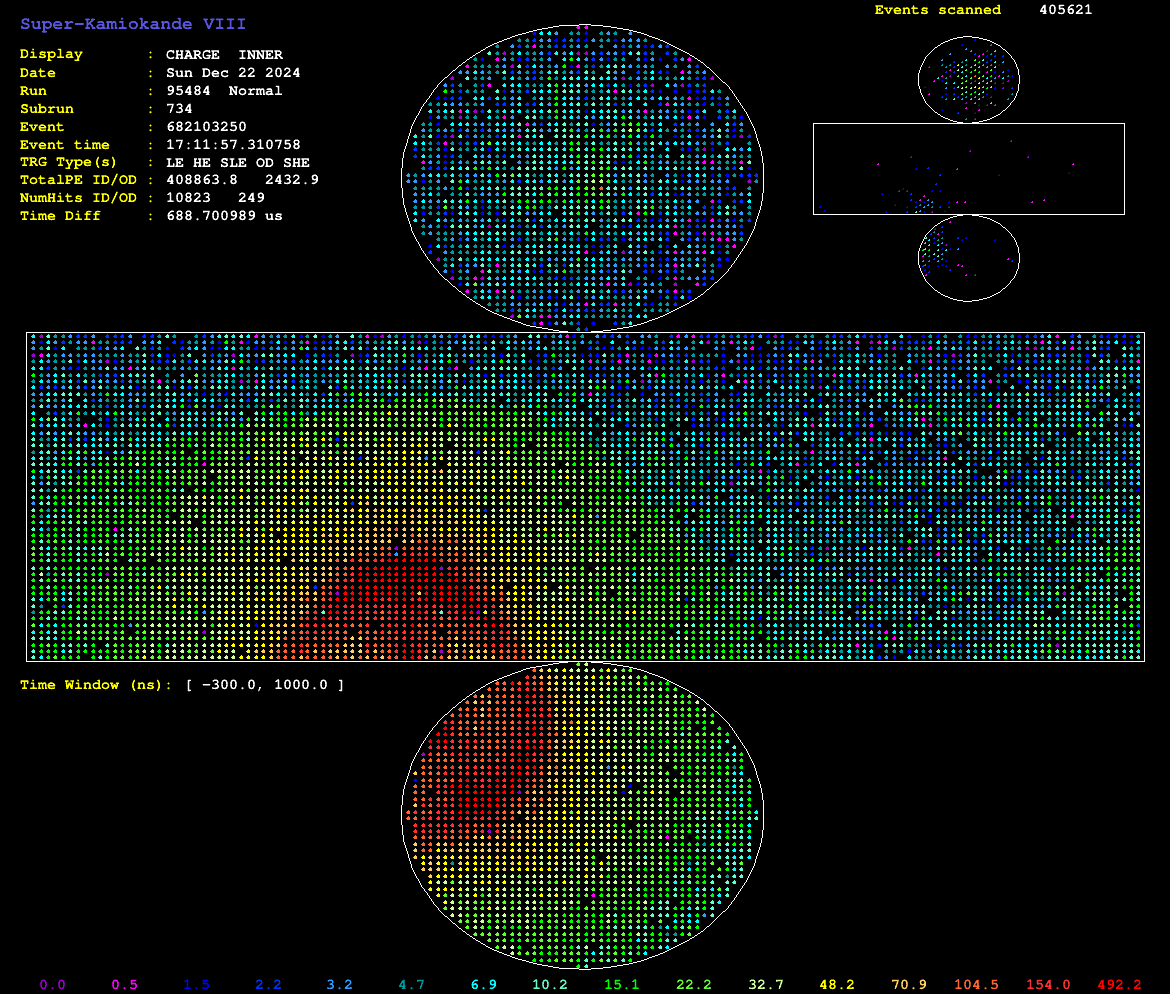 Super-Kamiokande VIII
Events scanned 405621
Display : CHARGE INNER
Date : Sun Dec 22 2024
Run : 95484 Normal
Subrun : 734
Event : 682103250
Event time : 17:11:57.310758
TRG Type(s) : LE HE SLE OD SHE
TotalPE ID/OD : 408863.8 2432.9
NumHits ID/OD : 10823 249
Time Diff : 688.700989 us
Time Window (ns): [ −300.0, 1000.0 ]
0.0 0.5 1.5 2.2 3.2 4.7 6.9 10.2 15.1 22.2 32.7 48.2 70.9 104.5 154.0 492.2